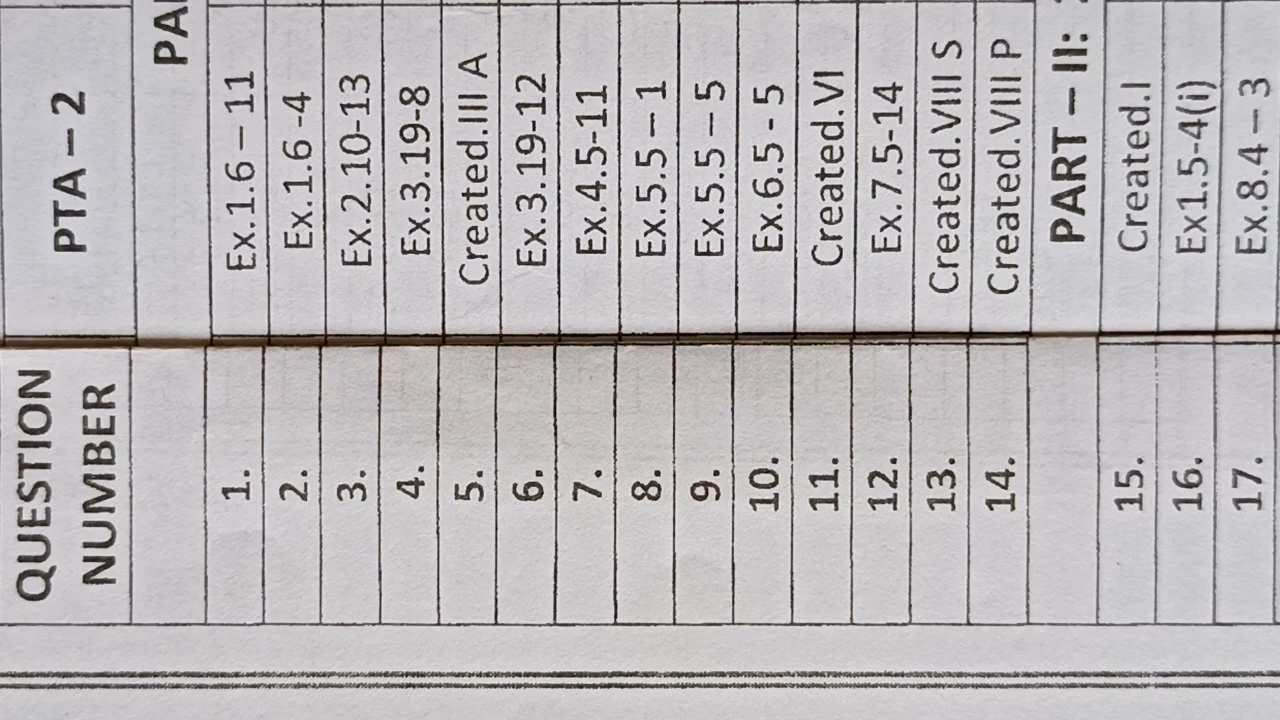 QUESTION NUMBER PTA – 2
PA
1. Ex.1.6 – 11
2. Ex.1.6 -4
3. Ex.2.10-13
4. Ex.3.19-8
5. Created.III A
6. Ex.3.19-12
7. Ex.4.5-11
8. Ex.5.5 – 1
9. Ex.5.5 – 5
10. Ex.6.5 - 5
11. Created.VI
12. Ex.7.5-14
13. Created.VIII S
14. Created.VIII P
PART – II:
15. Created.I
16. Ex1.5-4(i)
17. Ex.8.4 – 3